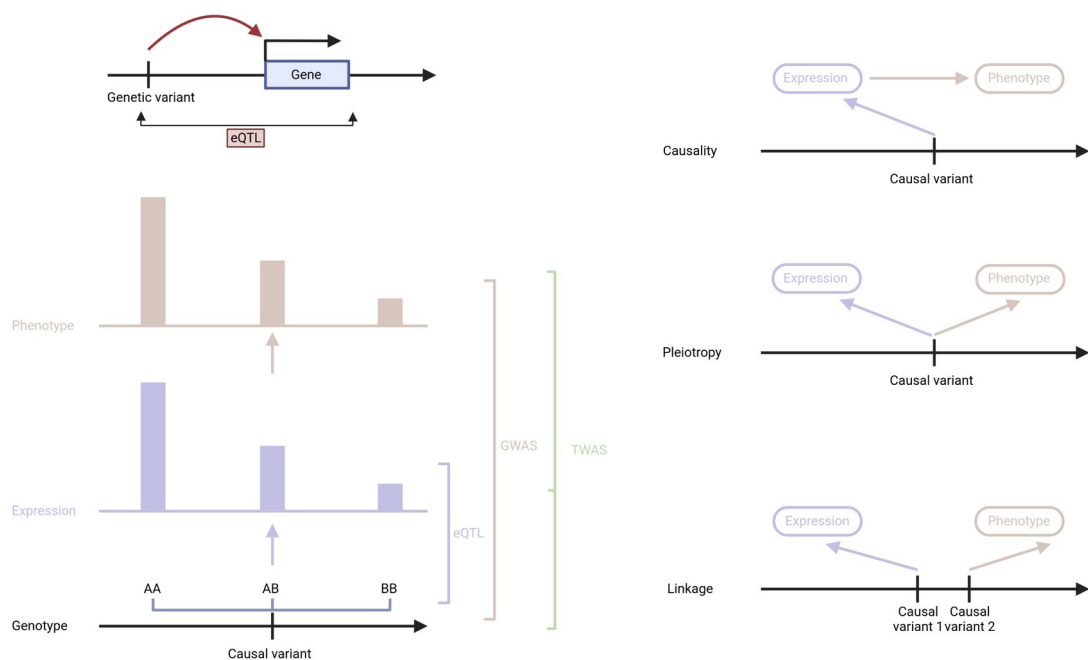 Gene
Genetic variant
eQTL
Phenotype
Expression
AA
AB
BB
Genotype
Causal variant
eQTL
GWAS
TWAS
Expression
Phenotype
Causality
Causal variant
Expression
Phenotype
Pleiotropy
Causal variant
Expression
Phenotype
Linkage
Causal
variant 1
Causal
variant 2